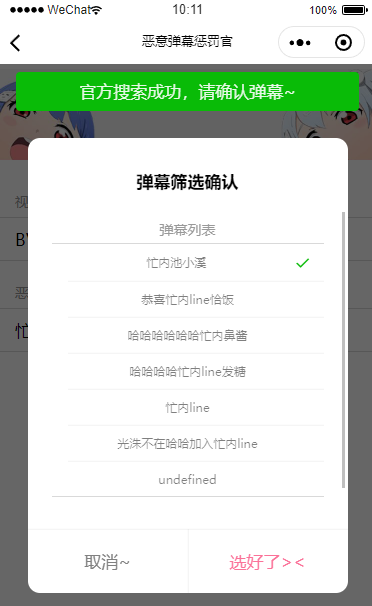 WeChat
10:11
100%
恶意弹幕惩罚官
官方搜索成功，请确认弹幕~
弹幕筛选确认
视
弹幕列表
BV
忙内池小溪
恶
恭喜忙内line恰饭
忙
哈哈哈哈哈哈忙内鼻酱
哈哈哈哈忙内line发糖
忙内line
光洙不在哈哈加入忙内line
undefined
取消~
选好了><